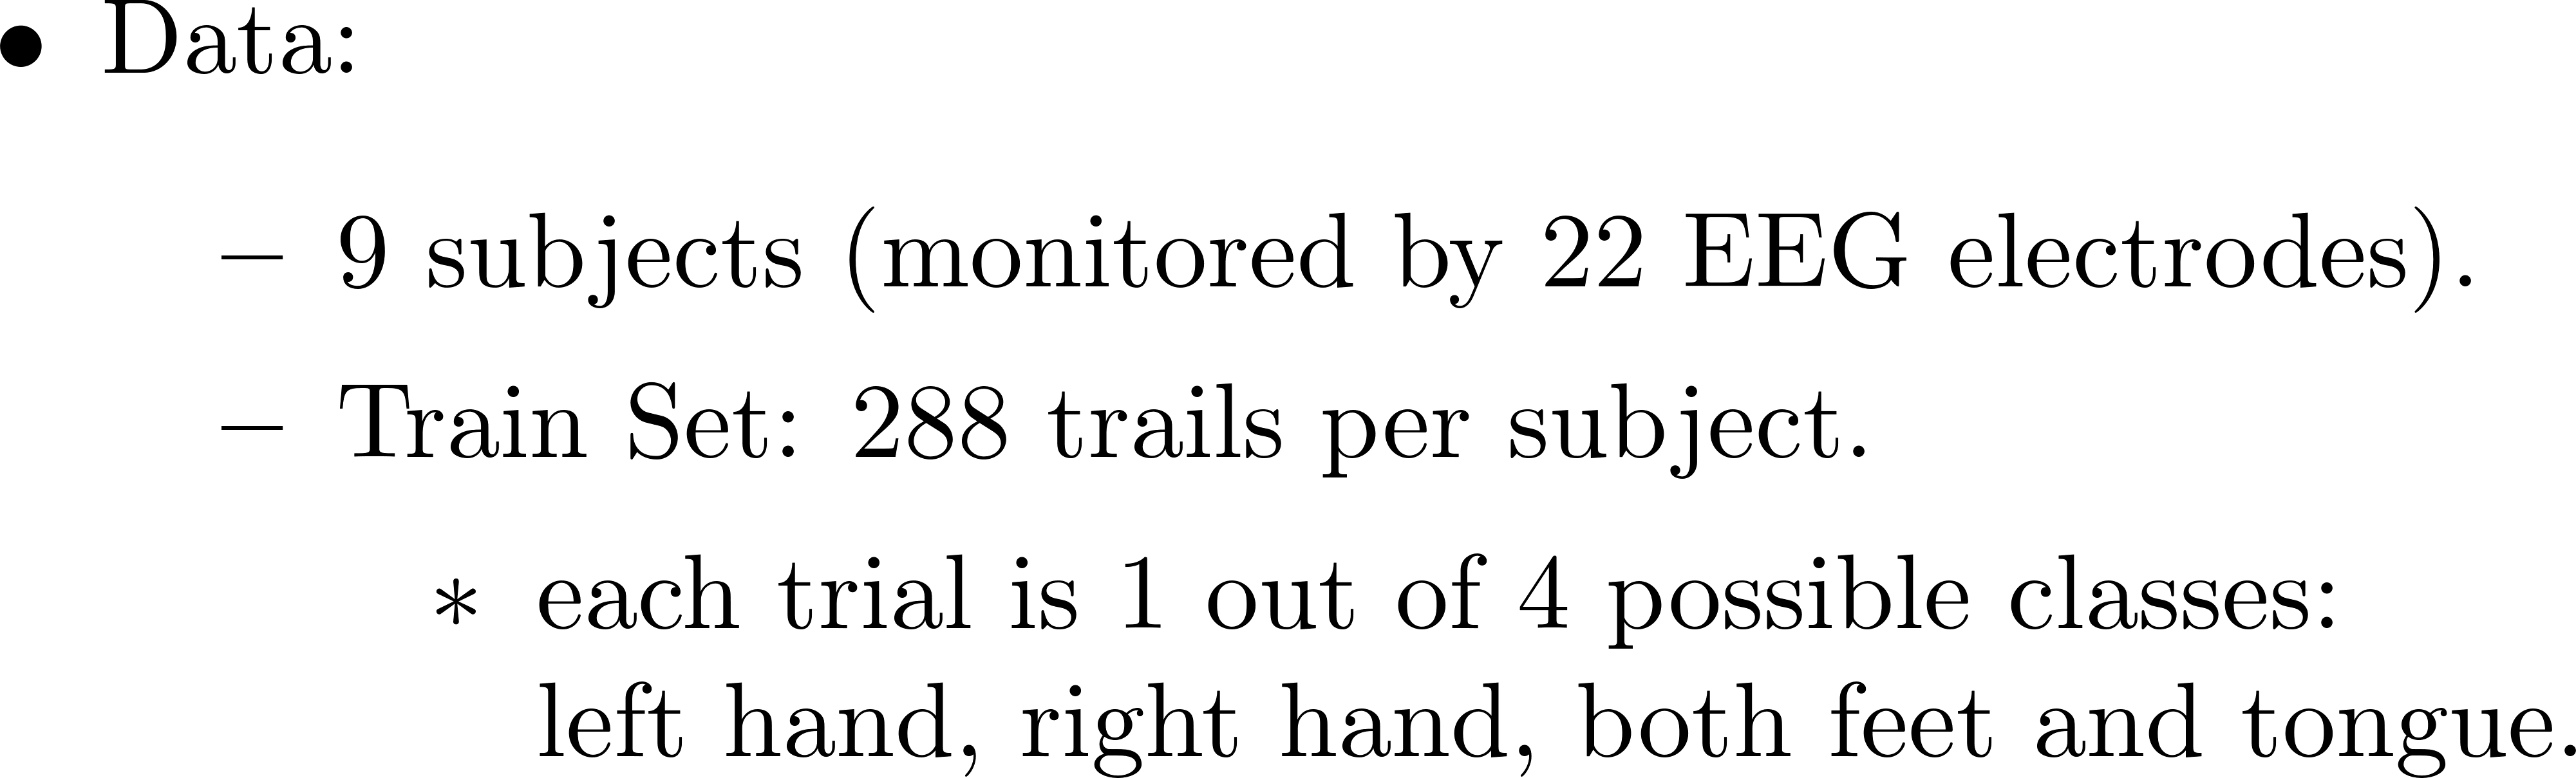 • Data:
– 9 subjects (monitored by 22 EEG electrodes).
– Train Set: 288 trails per subject.
∗ each trial is 1 out of 4 possible classes:
left hand, right hand, both feet and tongue.